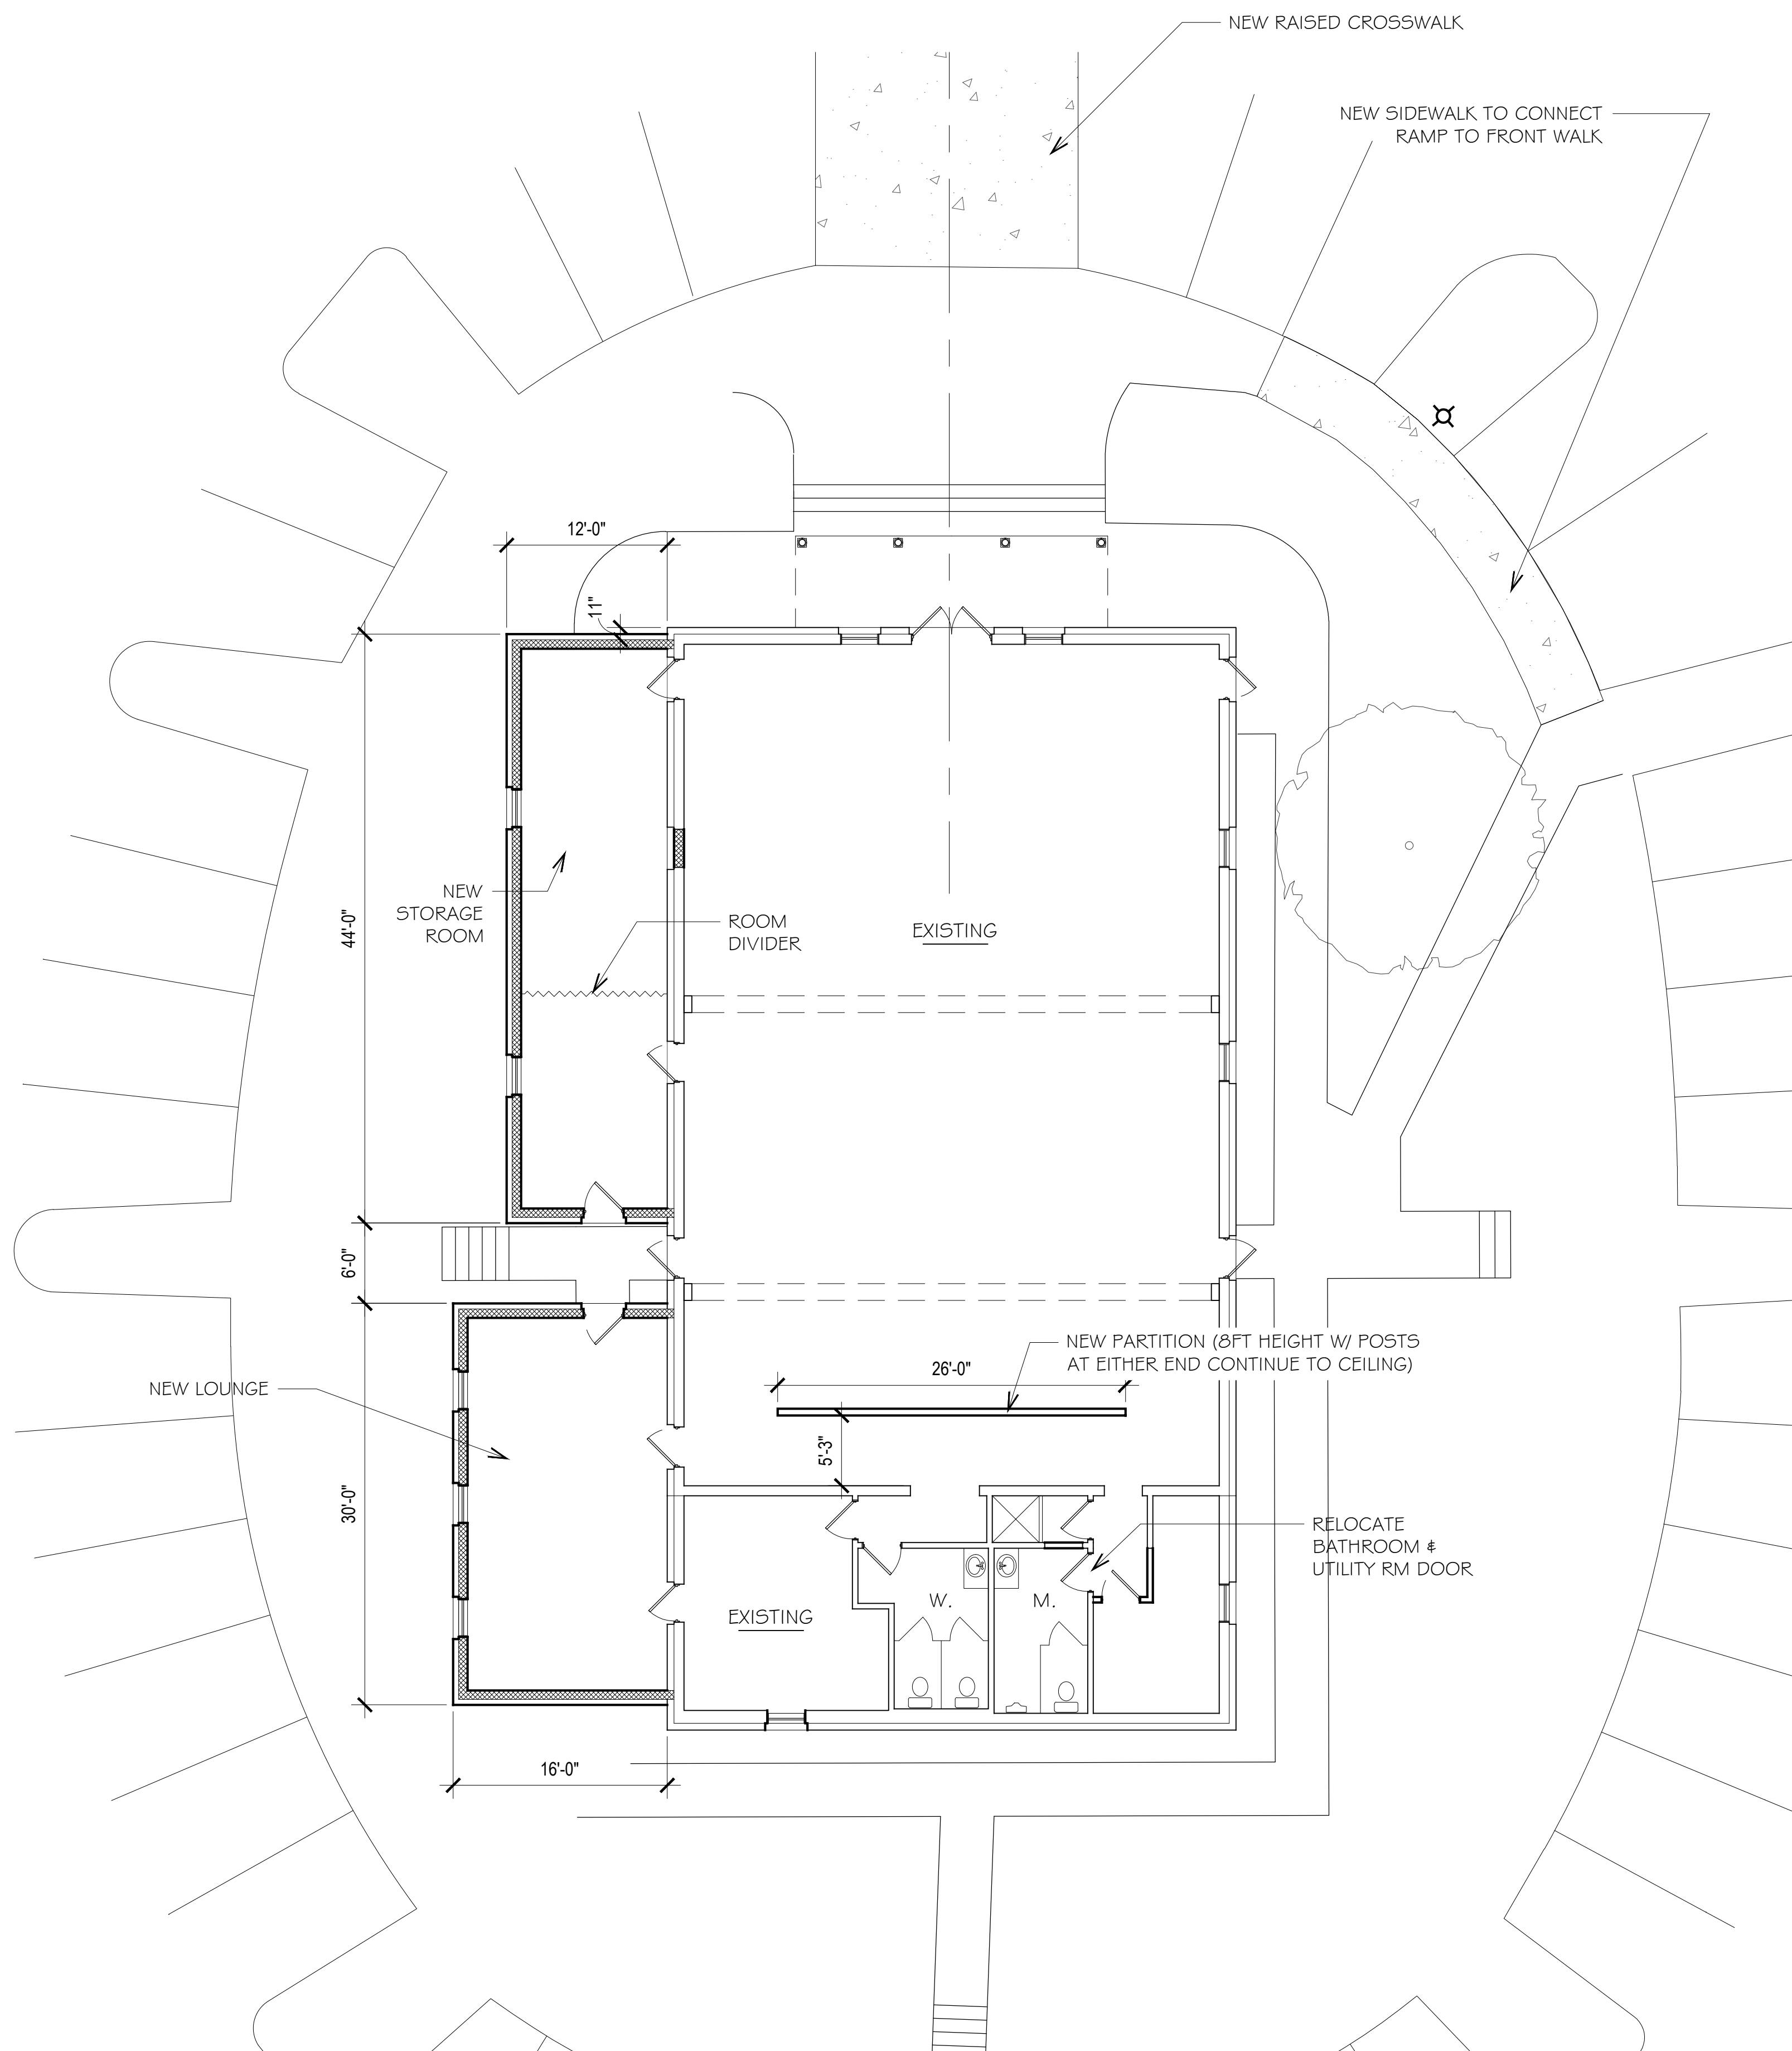 NEW RAISED CROSSWALK
NEW SIDEWALK TO CONNECT
RAMP TO FRONT WALK
12'-0"
11"
44'-0"
NEW
STORAGE
ROOM
ROOM
DIVIDER
EXISTING
6'-0"
NEW PARTITION (8FT HEIGHT W/ POSTS
AT EITHER END CONTINUE TO CEILING)
26'-0"
NEW LOUNGE
5'-3"
30'-0"
RELOCATE
BATHROOM &
UTILITY RM DOOR
W.
M.
EXISTING
16'-0"